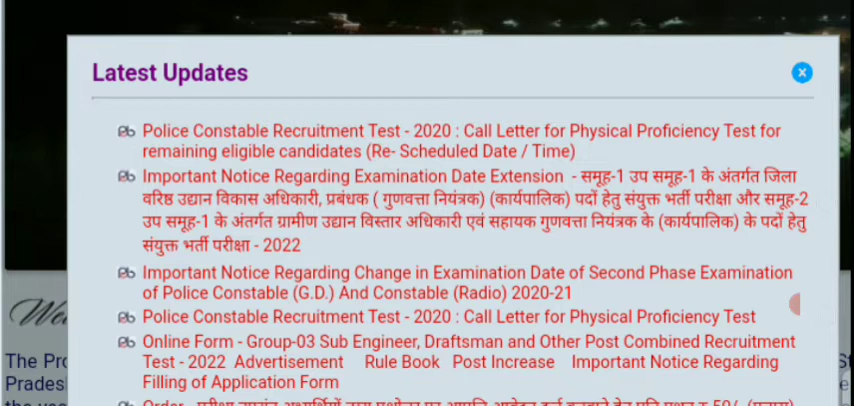 Latest Updates
Police Constable Recruitment Test - 2020 : Call Letter for Physical Proficiency Test for
remaining eligible candidates (Re- Scheduled Date / Time)
Important Notice Regarding Examination Date Extension - समूह-1 उप समूह-1 के अंतर्गत जिला
वरिष्ठ उद्यान विकास अधिकारी, प्रबंधक ( गुणवत्ता नियंत्रक) (कार्यपालिक) पदों हेतु संयुक्त भर्ती परीक्षा और समूह-2
उप समूह-1 के अंतर्गत ग्रामीण उद्यान विस्तार अधिकारी एवं सहायक गुणवत्ता नियंत्रक के (कार्यपालिक) के पदों हेतु
संयुक्त भर्ती परीक्षा - 2022
Important Notice Regarding Change in Examination Date of Second Phase Examination
of Police Constable (G.D.) And Constable (Radio) 2020-21
Police Constable Recruitment Test - 2020 : Call Letter for Physical Proficiency Test
Online Form - Group-03 Sub Engineer, Draftsman and Other Post Combined Recruitment
Test - 2022 Advertisement Rule Book Post Increase Important Notice Regarding
Filling of Application Form
The